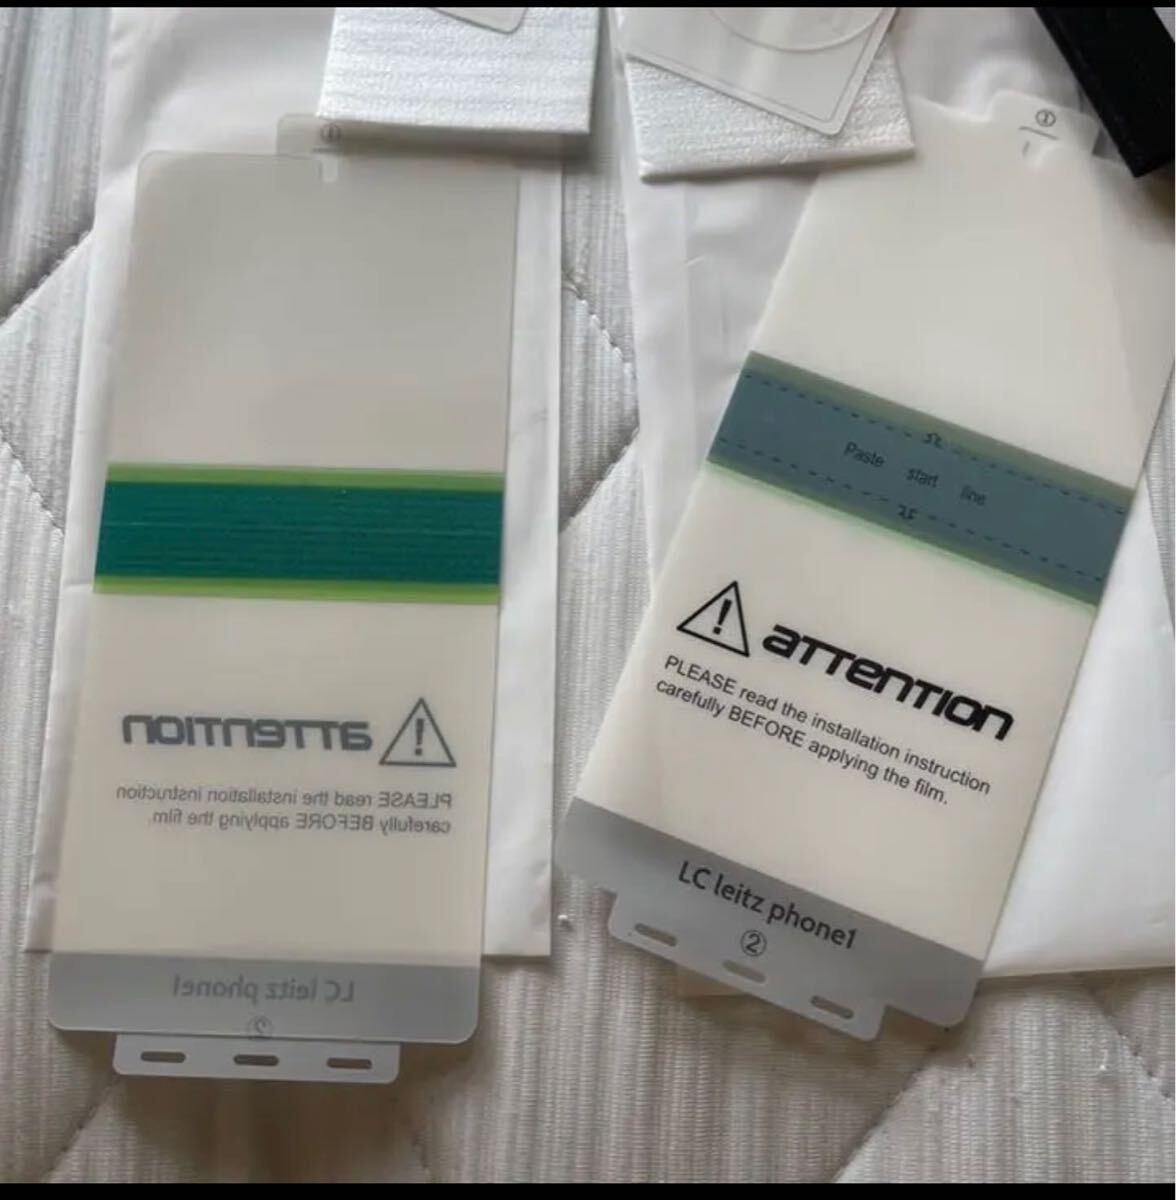 ①
ATTENTION
PLEASE read the installation instruction
carefully BEFORE applying the film.
LC leitz phone1
②
①
Paste start line
ATTENTION
PLEASE read the installation instruction
carefully BEFORE applying the film.
LC leitz phone1
②